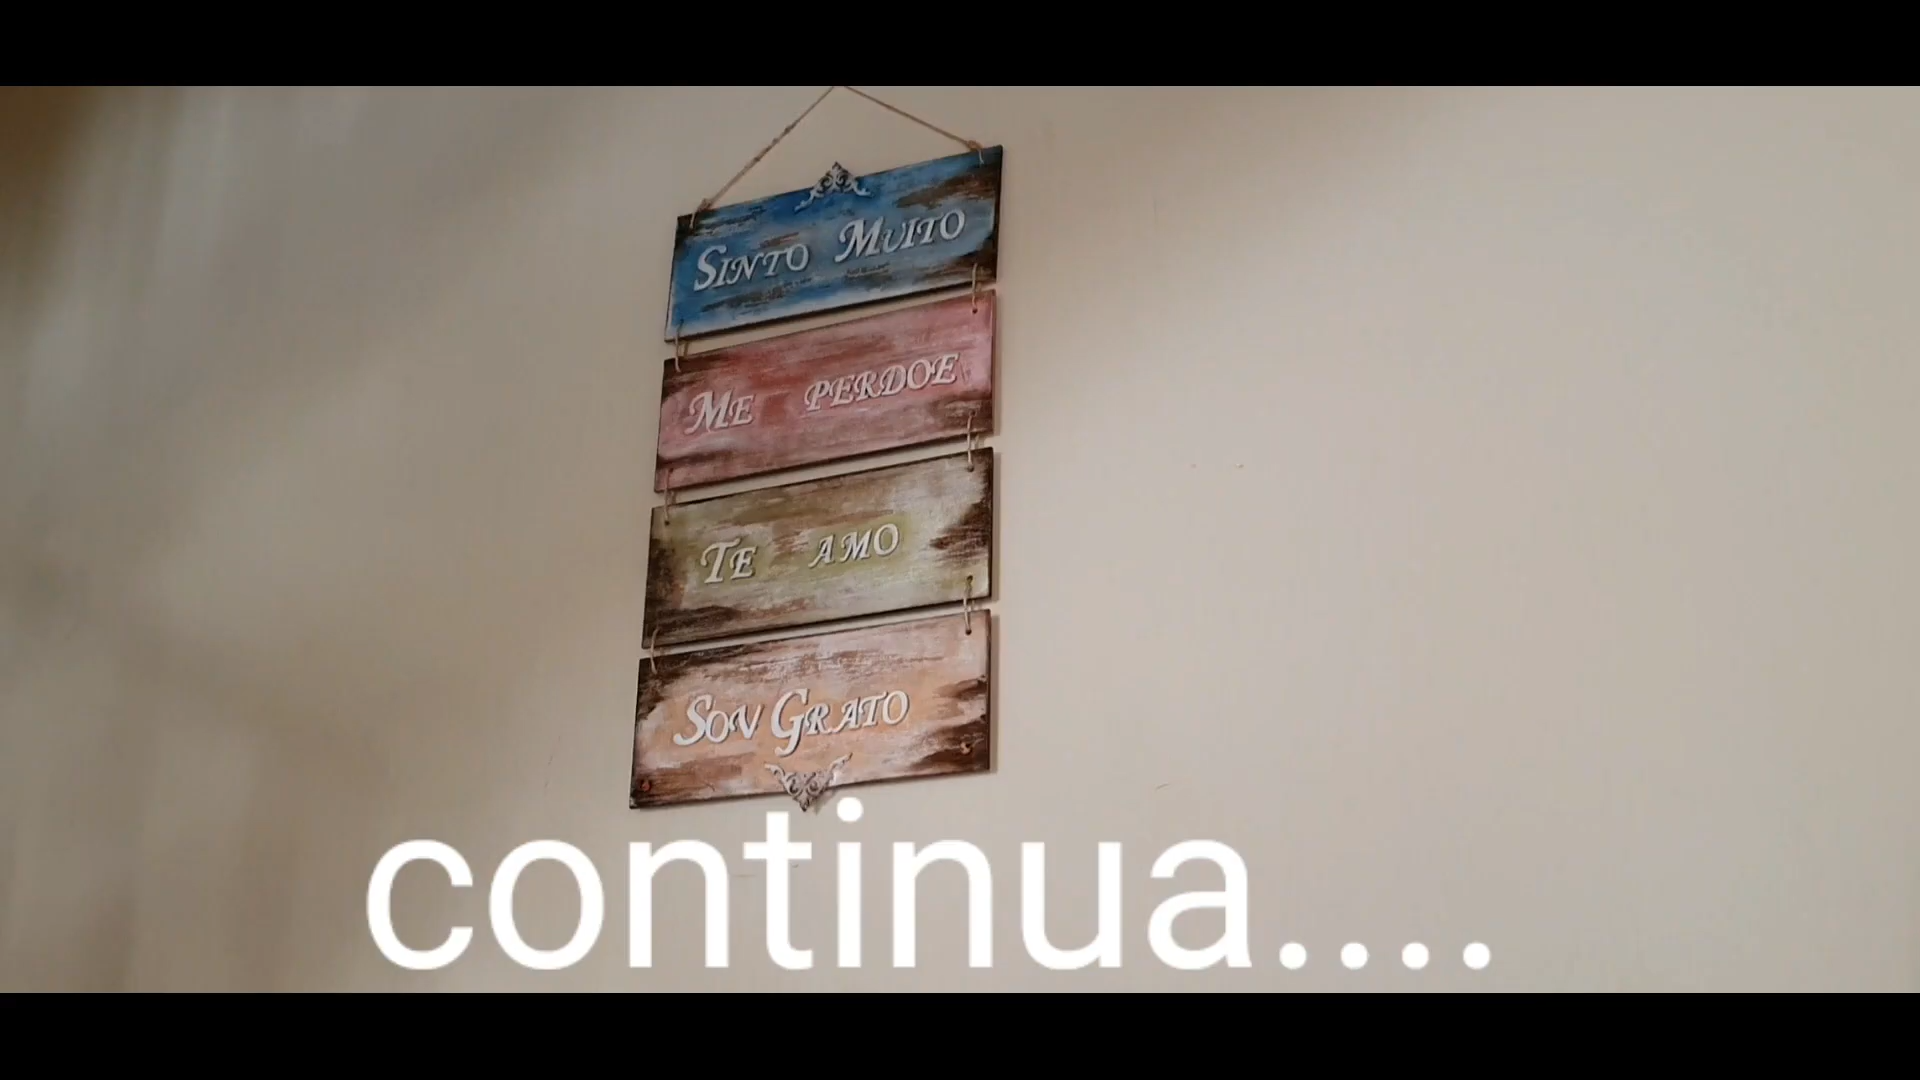 Sinto Muito
Me perdoe
Te amo
Sou Grato
continua....